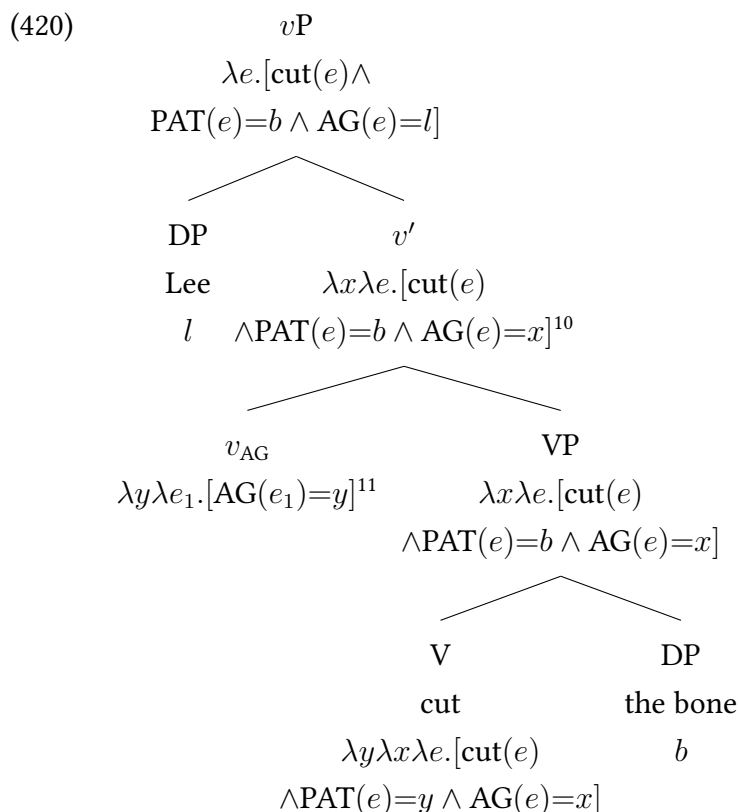 (420) vP
λe.[cut(e)∧
PAT(e)=b ∧ AG(e)=l]
DP v′
Lee λxλe.[cut(e)
l ∧PAT(e)=b ∧ AG(e)=x]¹⁰
v_AG VP
λyλe₁.[AG(e₁)=y]¹¹ λxλe.[cut(e)
∧PAT(e)=b ∧ AG(e)=x]
V DP
cut the bone
λyλxλe.[cut(e) b
∧PAT(e)=y ∧ AG(e)=x]